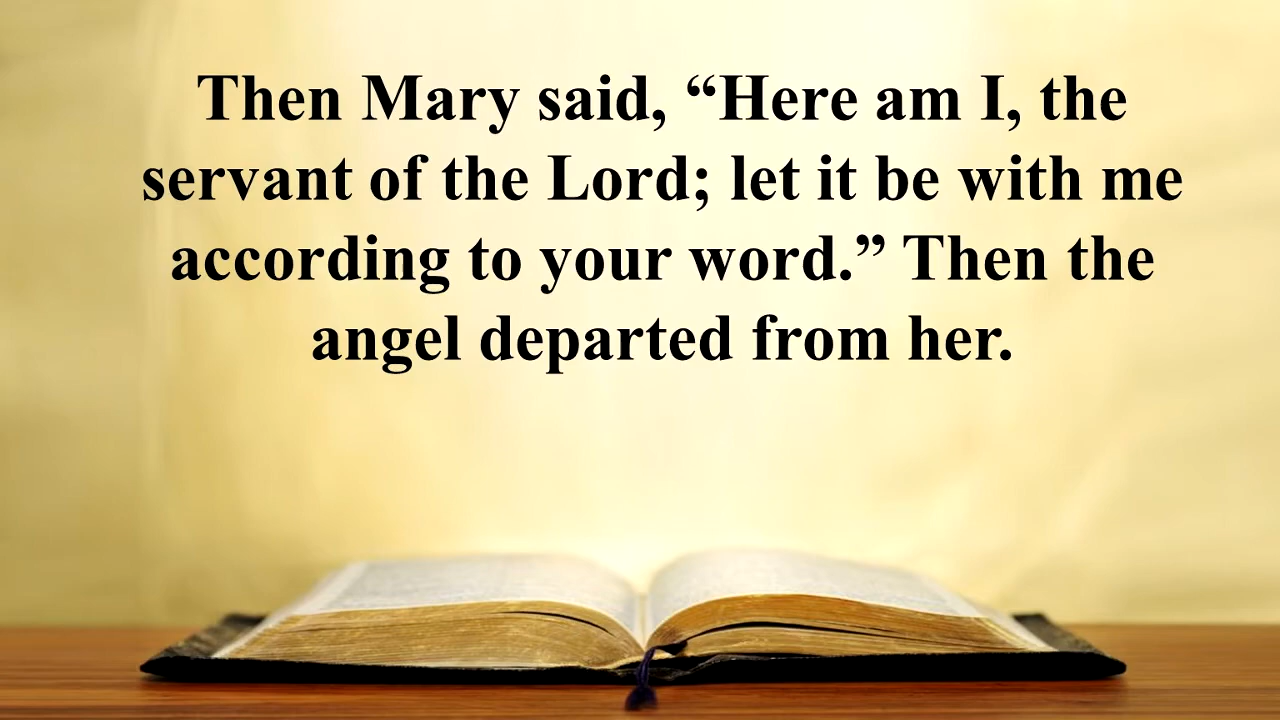 Then Mary said, “Here am I, the
servant of the Lord; let it be with me
according to your word.” Then the
angel departed from her.